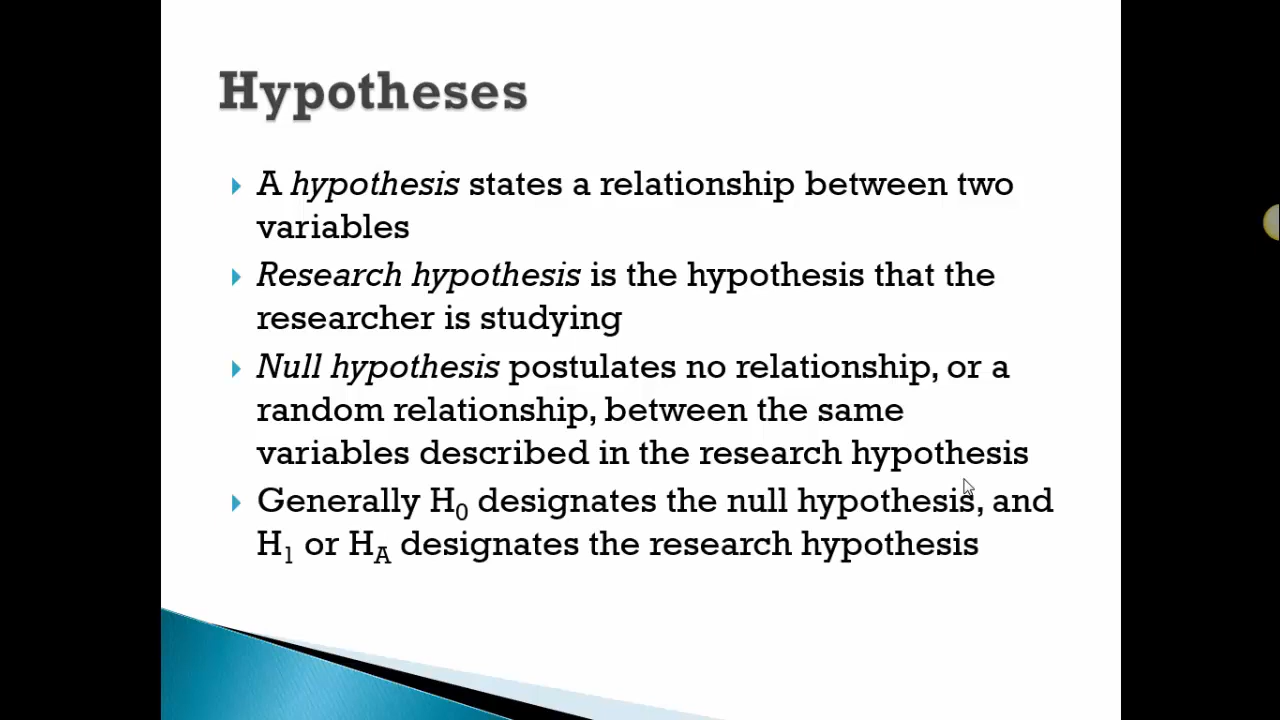 Hypotheses
A hypothesis states a relationship between two
variables
Research hypothesis is the hypothesis that the
researcher is studying
Null hypothesis postulates no relationship, or a
random relationship, between the same
variables described in the research hypothesis
Generally H₀ designates the null hypothesis, and
H₁ or Hᴀ designates the research hypothesis